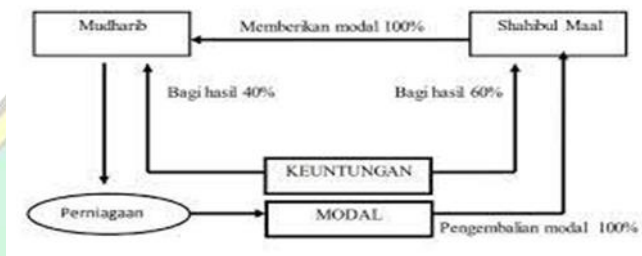 Mudharib
Memberikan modal 100%
Shahibul Maal
Bagi hasil 40%
Bagi hasil 60%
KEUNTUNGAN
Perniagaan
MODAL
Pengembalian modal 100%